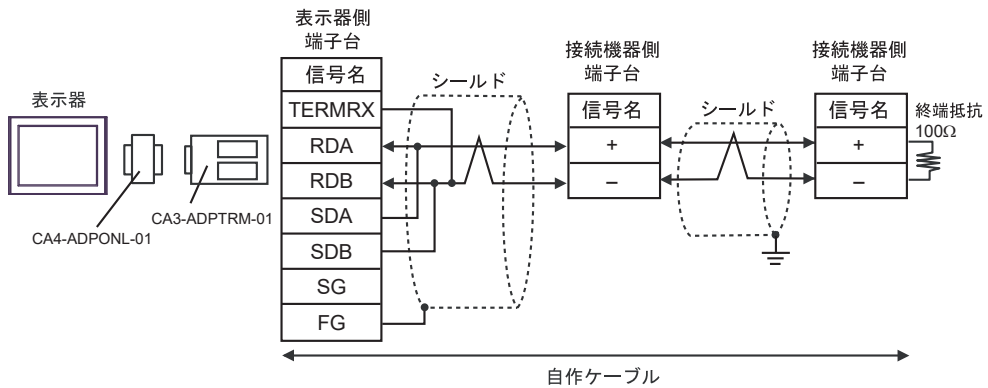 表示器
CA4-ADPONL-01
CA3-ADPTRM-01
表示器側
端子台
信号名
TERMRX
RDA
RDB
SDA
SDB
SG
FG
シールド
接続機器側
端子台
信号名
+
−
シールド
接続機器側
端子台
信号名
+
−
終端抵抗
100Ω
自作ケーブル